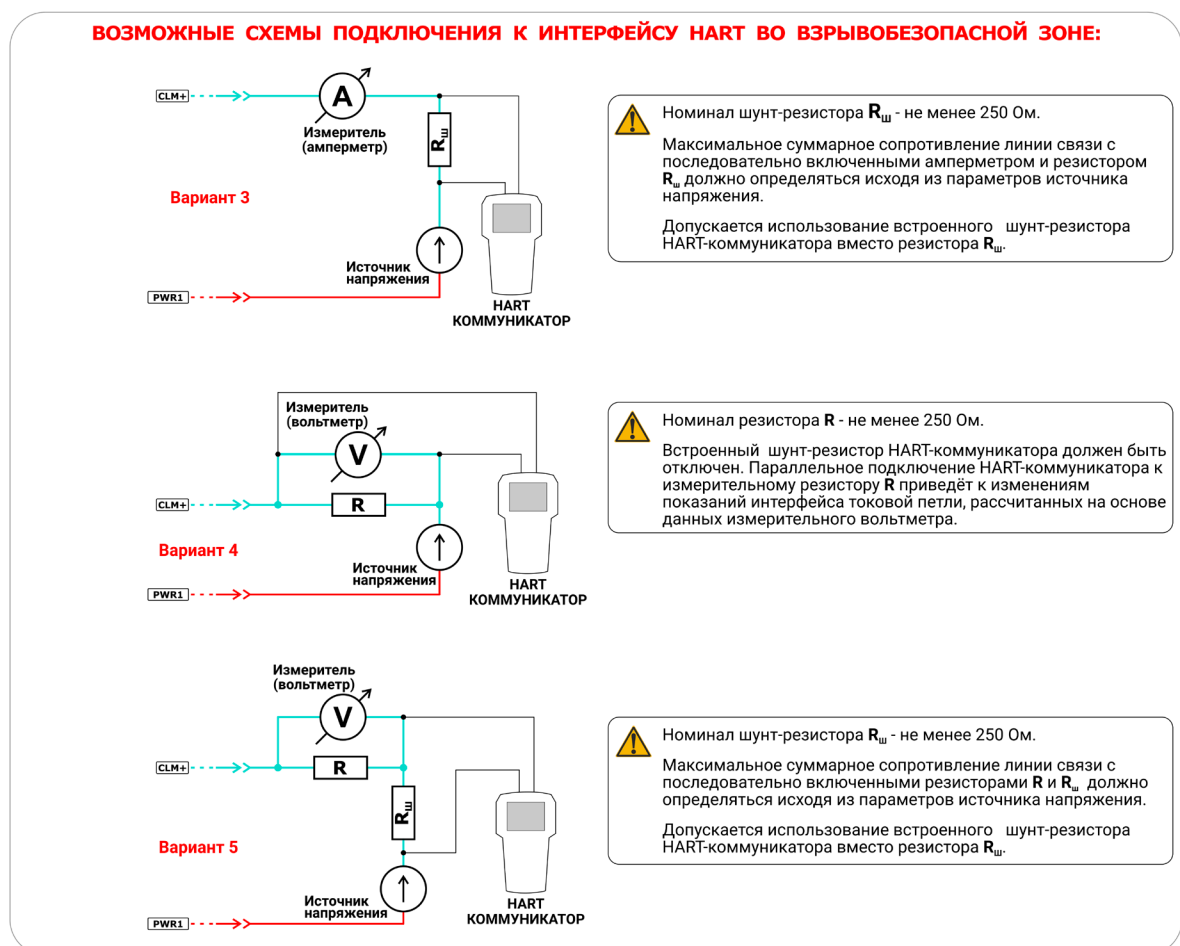 ВОЗМОЖНЫЕ СХЕМЫ ПОДКЛЮЧЕНИЯ К ИНТЕРФЕЙСУ HART ВО ВЗРЫВОБЕЗОПАСНОЙ ЗОНЕ:
CLM+
A
Измеритель
(амперметр)
Rш
Вариант 3
Источник
напряжения
PWR1
HART
КОММУНИКАТОР
Номинал шунт-резистора Rш - не менее 250 Ом.
Максимальное суммарное сопротивление линии связи с
последовательно включенными амперметром и резистором
Rш должно определяться исходя из параметров источника
напряжения.
Допускается использование встроенного шунт-резистора
HART-коммуникатора вместо резистора Rш.
Измеритель
(вольтметр)
V
CLM+
R
Вариант 4
Источник
напряжения
PWR1
HART
КОММУНИКАТОР
Номинал резистора R - не менее 250 Ом.
Встроенный шунт-резистор HART-коммуникатора должен быть
отключен. Параллельное подключение HART-коммуникатора к
измерительному резистору R приведёт к изменениям
показаний интерфейса токовой петли, рассчитанных на основе
данных измерительного вольтметра.
Измеритель
(вольтметр)
V
CLM+
R
Rш
Вариант 5
Источник
напряжения
PWR1
HART
КОММУНИКАТОР
Номинал шунт-резистора Rш - не менее 250 Ом.
Максимальное суммарное сопротивление линии связи с
последовательно включенными резисторами R и Rш должно
определяться исходя из параметров источника напряжения.
Допускается использование встроенного шунт-резистора
HART-коммуникатора вместо резистора Rш.